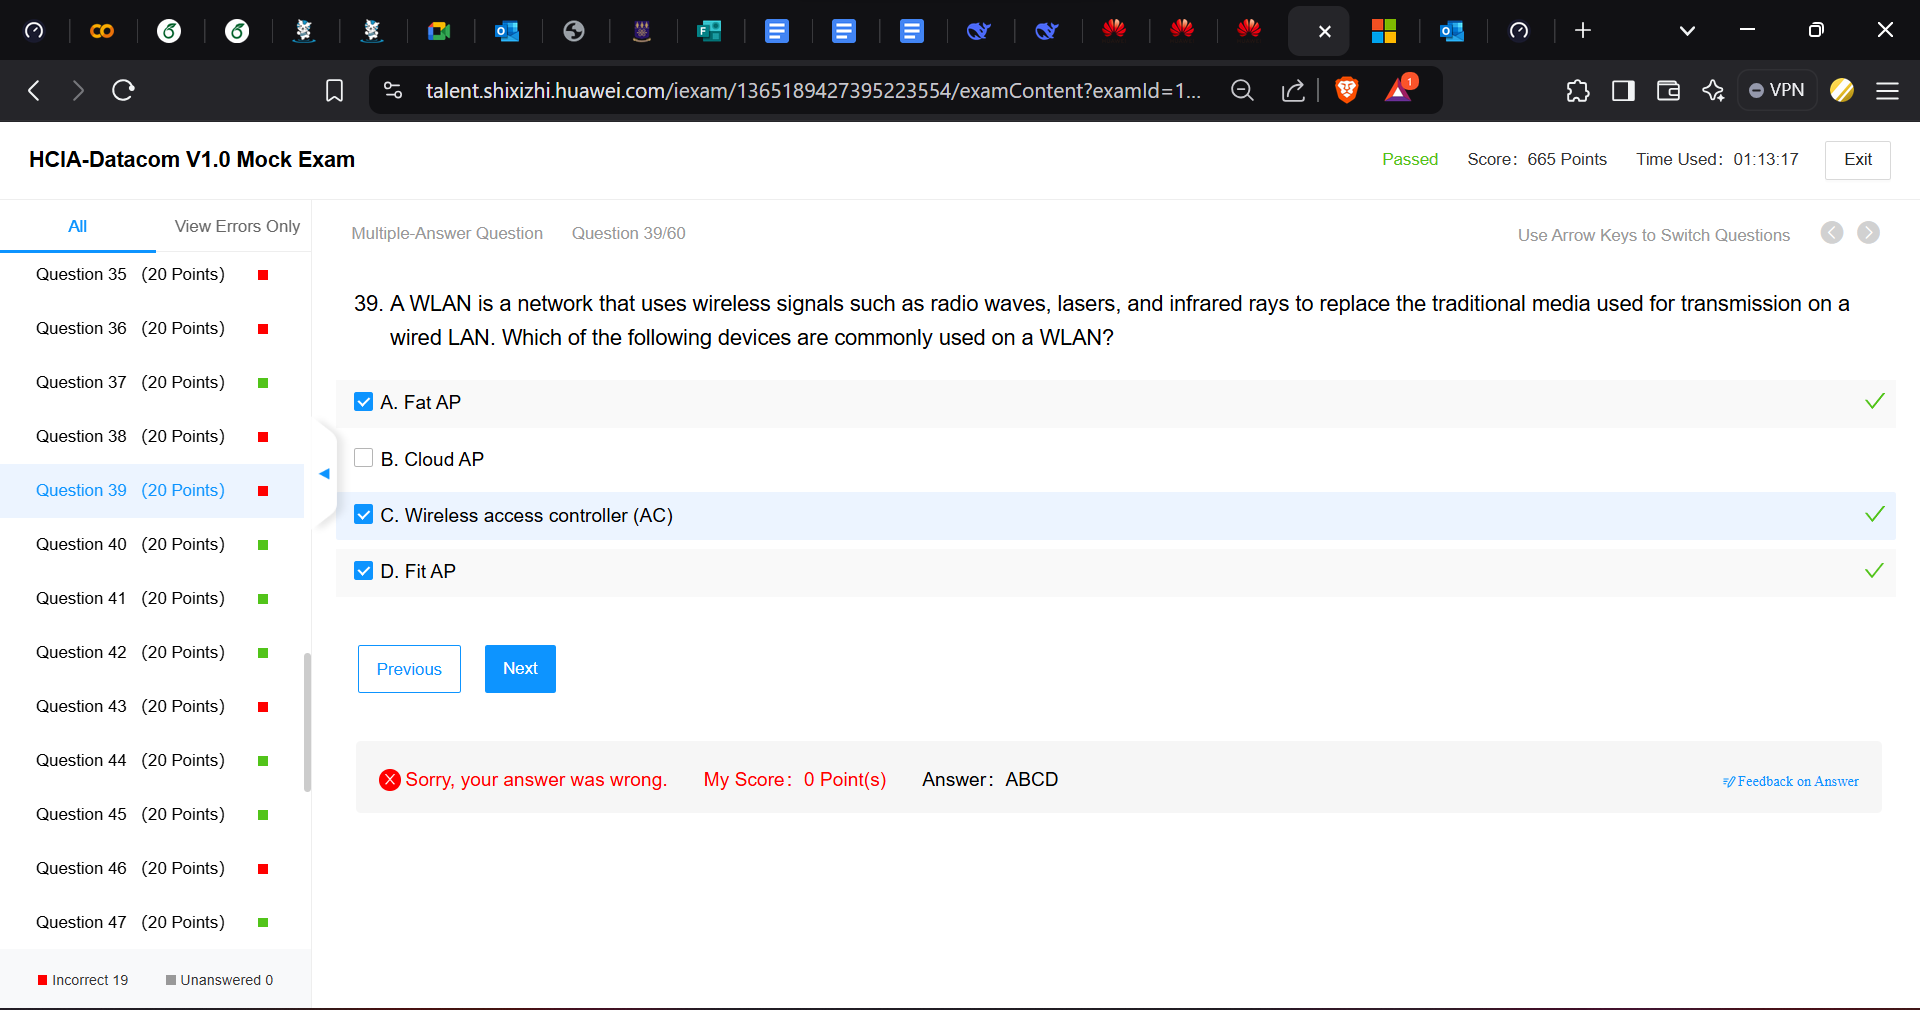 talent.shixizhi.huawei.com/iexam/1365189427395223554/examContent?examId=1...
1
VPN
HCIA-Datacom V1.0 Mock Exam
Passed
Score: 665 Points
Time Used: 01:13:17
Exit
All
View Errors Only
Question 35 (20 Points)
Question 36 (20 Points)
Question 37 (20 Points)
Question 38 (20 Points)
Question 39 (20 Points)
Question 40 (20 Points)
Question 41 (20 Points)
Question 42 (20 Points)
Question 43 (20 Points)
Question 44 (20 Points)
Question 45 (20 Points)
Question 46 (20 Points)
Question 47 (20 Points)
Incorrect 19
Unanswered 0
Multiple-Answer Question
Question 39/60
Use Arrow Keys to Switch Questions
39. A WLAN is a network that uses wireless signals such as radio waves, lasers, and infrared rays to replace the traditional media used for transmission on a
wired LAN. Which of the following devices are commonly used on a WLAN?
A. Fat AP
B. Cloud AP
C. Wireless access controller (AC)
D. Fit AP
Previous
Next
Sorry, your answer was wrong.
My Score: 0 Point(s)
Answer: ABCD
Feedback on Answer